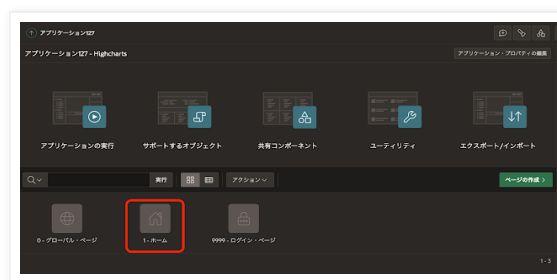 アプリケーション127
アプリケーション127 - Highcharts
アプリケーション・プロパティの編集
アプリケーションの実行
サポートするオブジェクト
共有コンポーネント
ユーティリティ
エクスポート/インポート
実行
アクション
ページの作成 >
0 - グローバル・ページ
1 - ホーム
9999 - ログイン・ページ
1 - 3